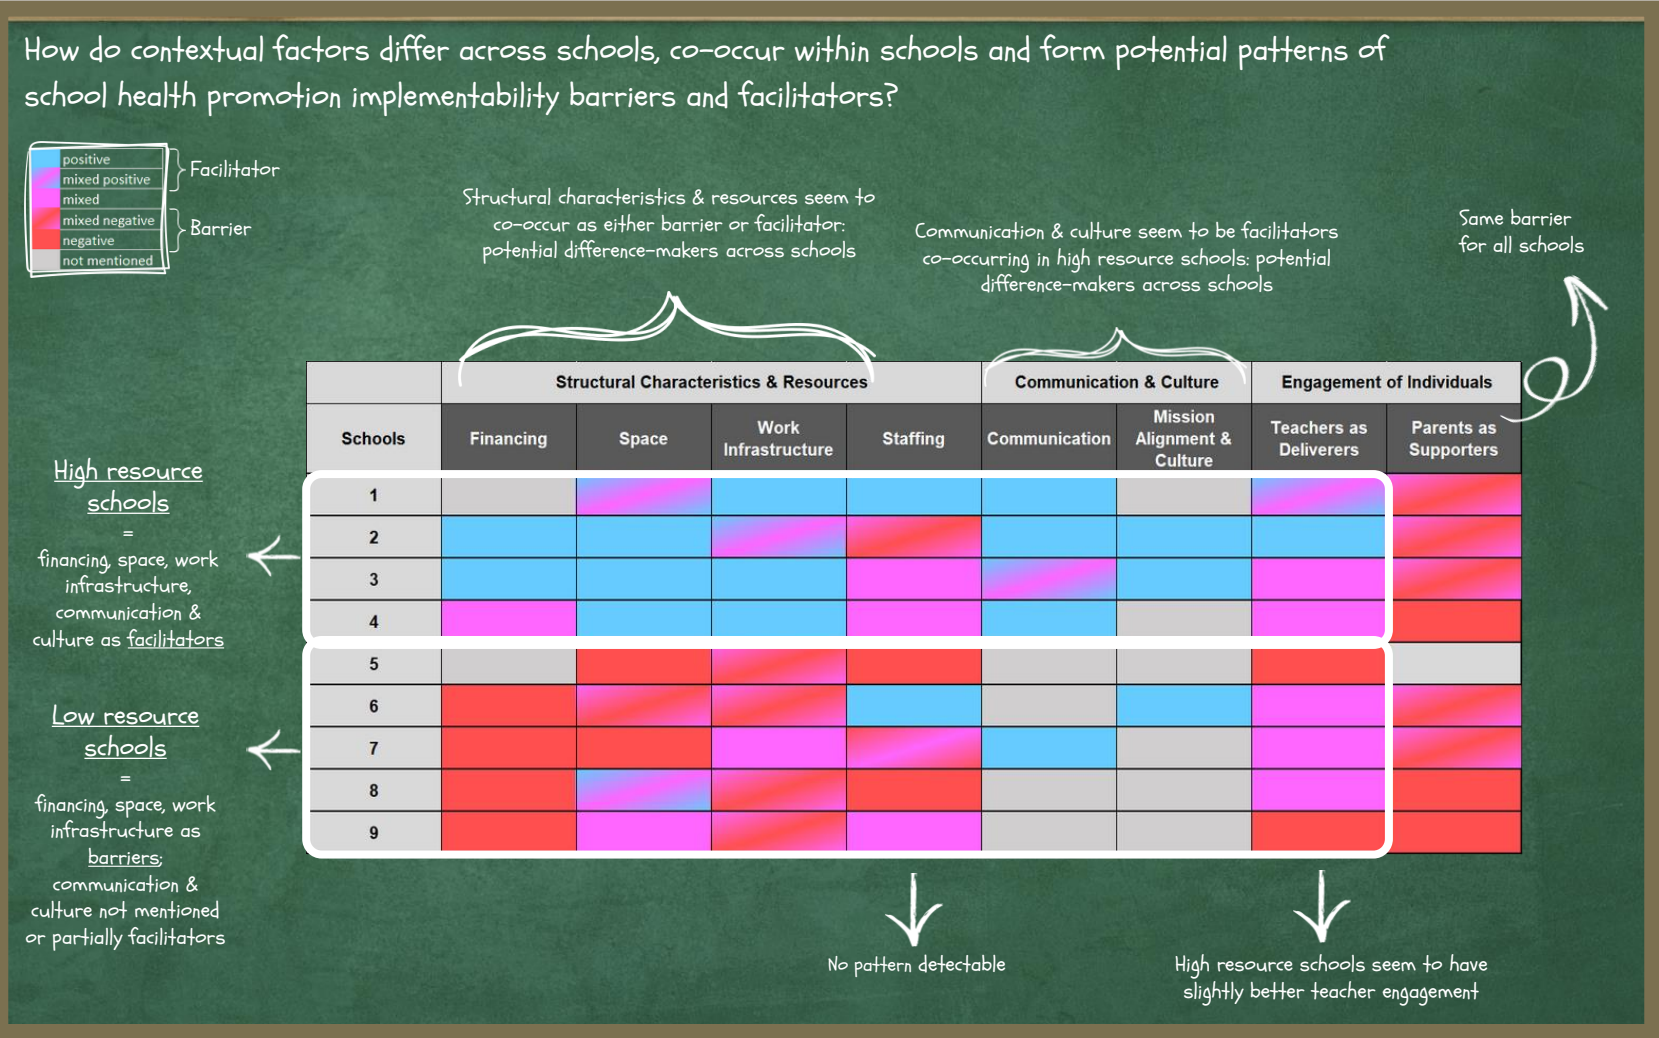 How do contextual factors differ across schools, co-occur within schools and form potential patterns of
school health promotion implementability barriers and facilitators?
positive
mixed positive
mixed
mixed negative
negative
not mentioned
Facilitator
Barrier
Structural characteristics & resources seem to
co-occur as either barrier or facilitator:
potential difference-makers across schools
Communication & culture seem to be facilitators
co-occurring in high resource schools: potential
difference-makers across schools
Same barrier
for all schools
Structural Characteristics & Resources
Communication & Culture
Engagement of Individuals
Schools
Financing
Space
Work
Infrastructure
Staffing
Communication
Mission
Alignment &
Culture
Teachers as
Deliverers
Parents as
Supporters
1
2
3
4
5
6
7
8
9
High resource
schools
=
financing, space, work
infrastructure,
communication &
culture as facilitators
Low resource
schools
=
financing, space, work
infrastructure as
barriers;
communication &
culture not mentioned
or partially facilitators
No pattern detectable
High resource schools seem to have
slightly better teacher engagement